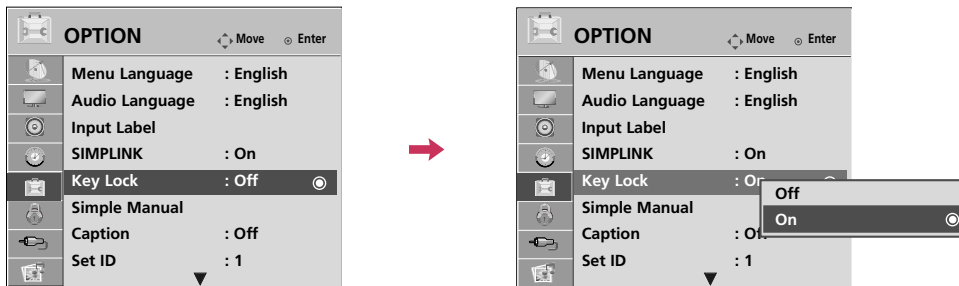 OPTION Move Enter
Menu Language : English
Audio Language : English
Input Label
SIMPLINK : On
Key Lock : Off
Simple Manual
Caption : Off
Set ID : 1
OPTION Move Enter
Menu Language : English
Audio Language : English
Input Label
SIMPLINK : On
Key Lock : On
Off
Simple Manual
On
Caption : Of
Set ID : 1